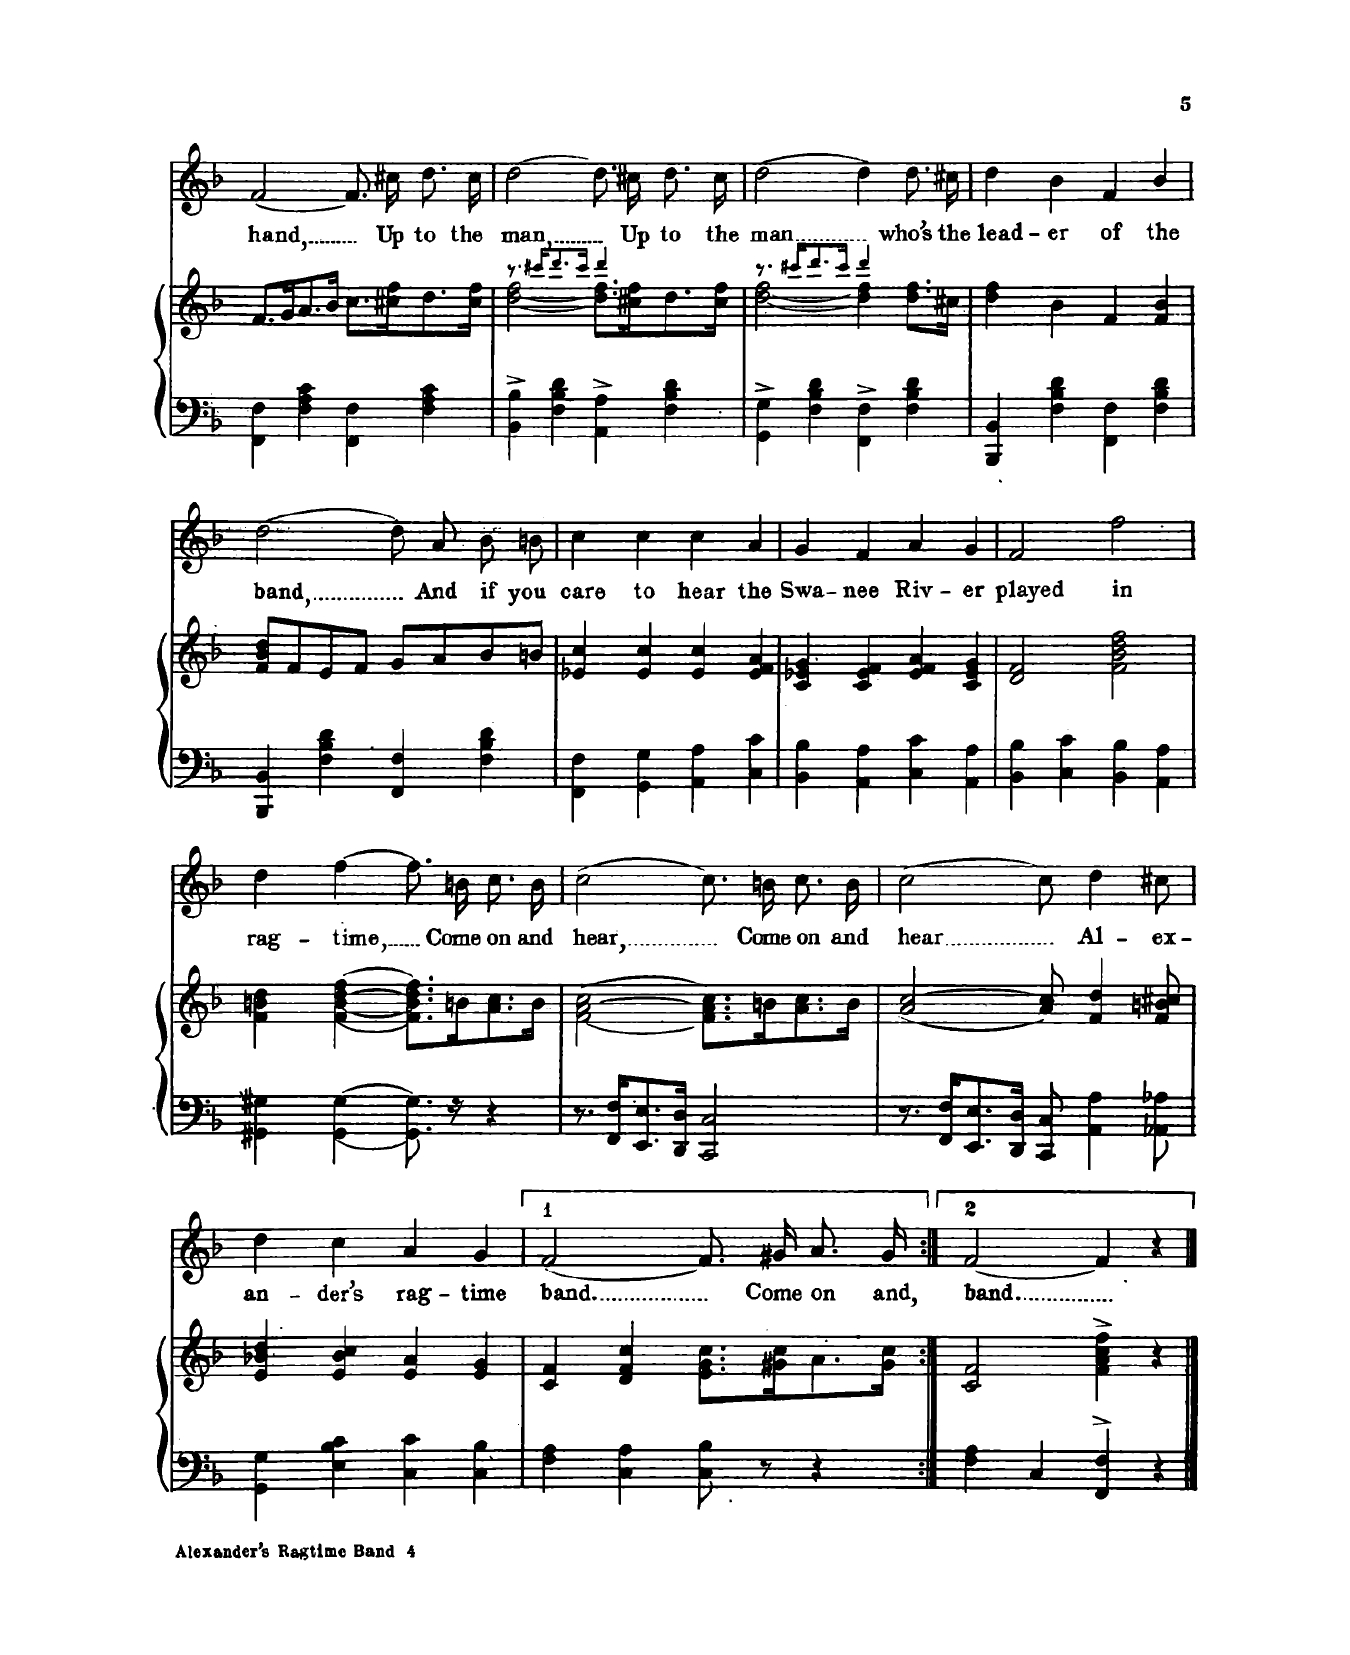 5
hand,......... Up to the man,......... Up to the man............ who's the lead - er of the
band,............... And if you care to hear the Swa - nee Riv - er played in
rag - time,...... Come on and hear,............... Come on and hear................. Al - ex -
1 2
an - der's rag - time band................... Come on and, band................
Alexander's Ragtime Band 4